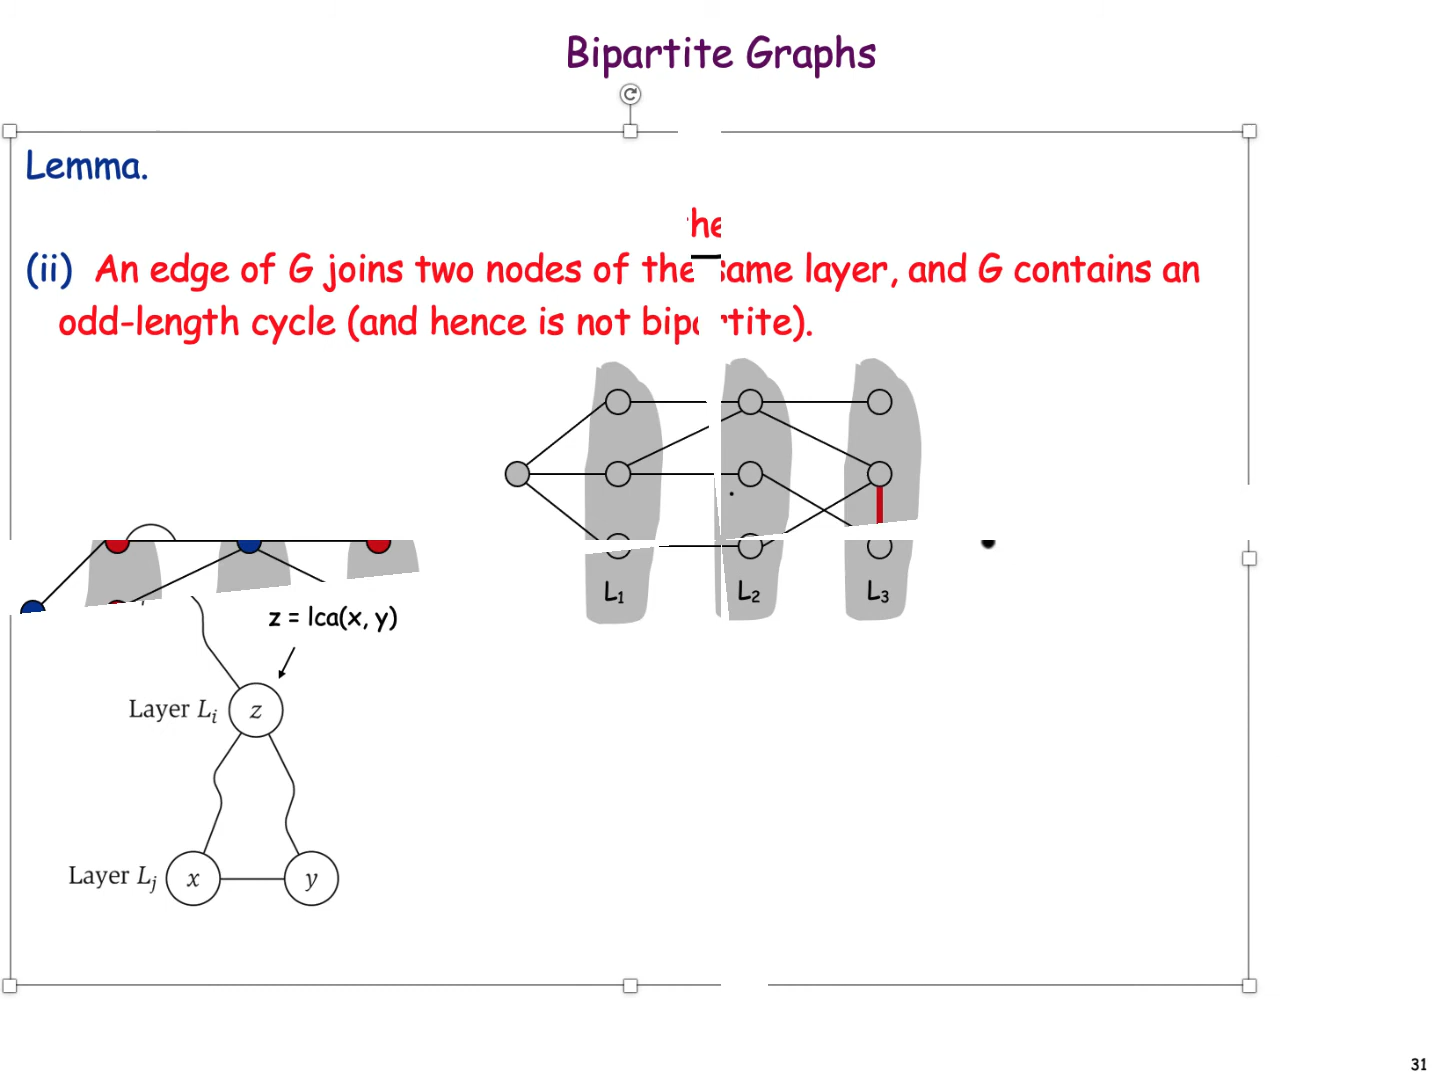 Bipartite Graphs
Lemma.
he
(ii) An edge of G joins two nodes of the same layer, and G contains an
odd-length cycle (and hence is not bipartite).
L1 L2 L3
z = lca(x, y)
Layer Li z
Layer Lj x y
31